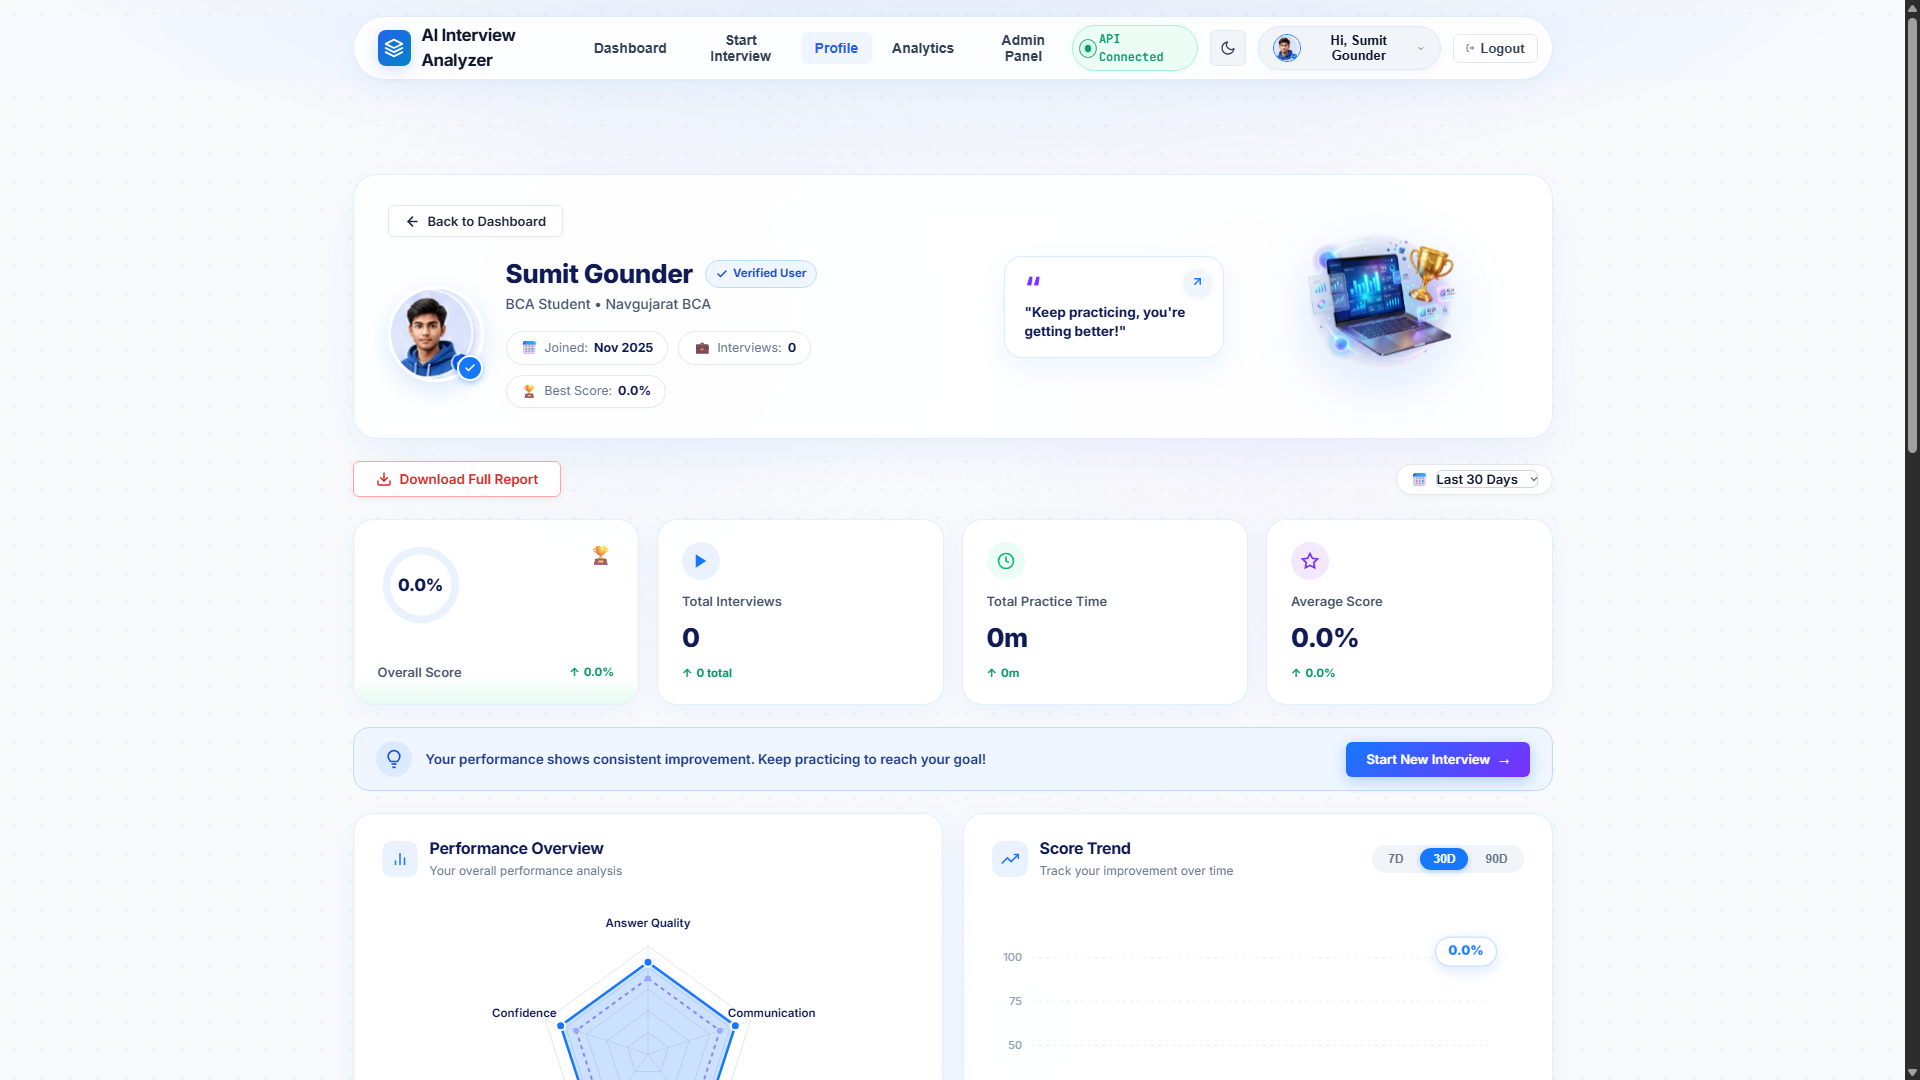 AI Interview
Analyzer
Dashboard
Start
Interview
Profile
Analytics
Admin
Panel
API
Connected
Hi, Sumit
Gounder
Logout
Back to Dashboard
Sumit Gounder
Verified User
BCA Student • Navgujarat BCA
Joined: Nov 2025
Interviews: 0
Best Score: 0.0%
"Keep practicing, you're
getting better!"
Download Full Report
Last 30 Days
0.0%
Overall Score
↑ 0.0%
Total Interviews
0
↑ 0 total
Total Practice Time
0m
↑ 0m
Average Score
0.0%
↑ 0.0%
Your performance shows consistent improvement. Keep practicing to reach your goal!
Start New Interview →
Performance Overview
Your overall performance analysis
Answer Quality
Confidence
Communication
Score Trend
Track your improvement over time
7D
30D
90D
0.0%
100
75
50